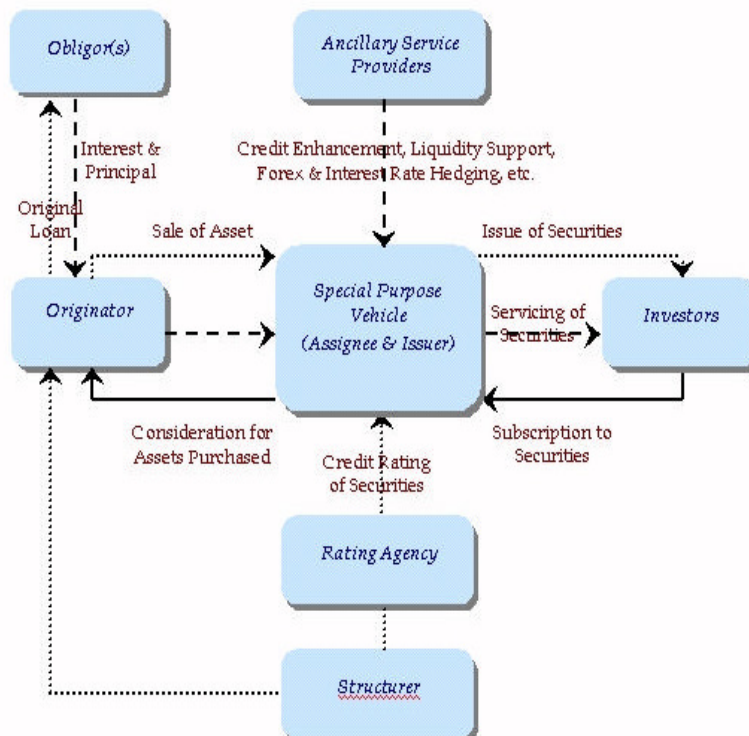 Obligor(s)
Ancillary Service
Providers
Interest &
Principal
Credit Enhancement, Liquidity Support,
Forex & Interest Rate Hedging, etc.
Original
Loan
Sale of Asset
Issue of Securities
Originator
Special Purpose
Vehicle
(Assignee & Issuer)
Servicing of
Securities
Investors
Consideration for
Assets Purchased
Subscription to
Securities
Credit Rating
of Securities
Rating Agency
Structurer